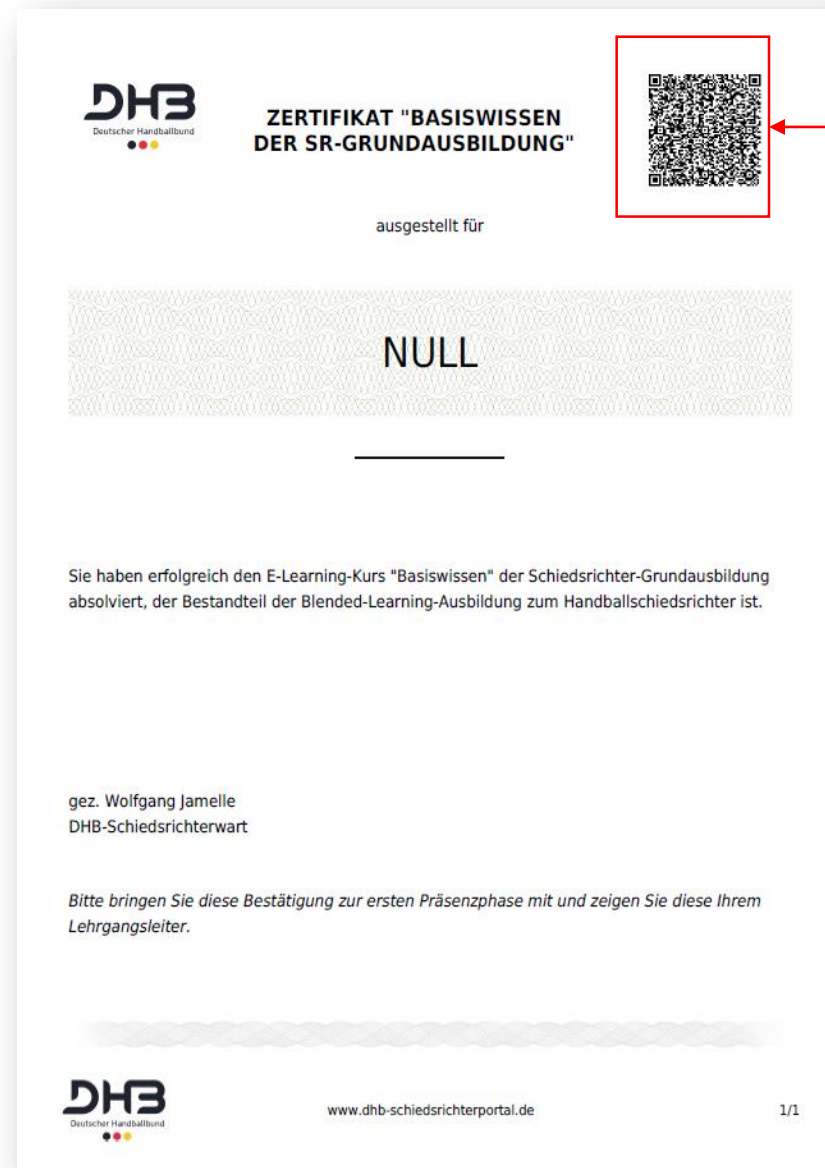 DHB
Deutscher Handballbund
ZERTIFIKAT "BASISWISSEN
DER SR-GRUNDAUSBILDUNG"
ausgestellt für
NULL
Sie haben erfolgreich den E-Learning-Kurs "Basiswissen" der Schiedsrichter-Grundausbildung
absolviert, der Bestandteil der Blended-Learning-Ausbildung zum Handballschiedsrichter ist.
gez. Wolfgang Jamelle
DHB-Schiedsrichterwart
Bitte bringen Sie diese Bestätigung zur ersten Präsenzphase mit und zeigen Sie diese Ihrem
Lehrgangsleiter.
DHB
Deutscher Handballbund
www.dhb-schiedsrichterportal.de
1/1